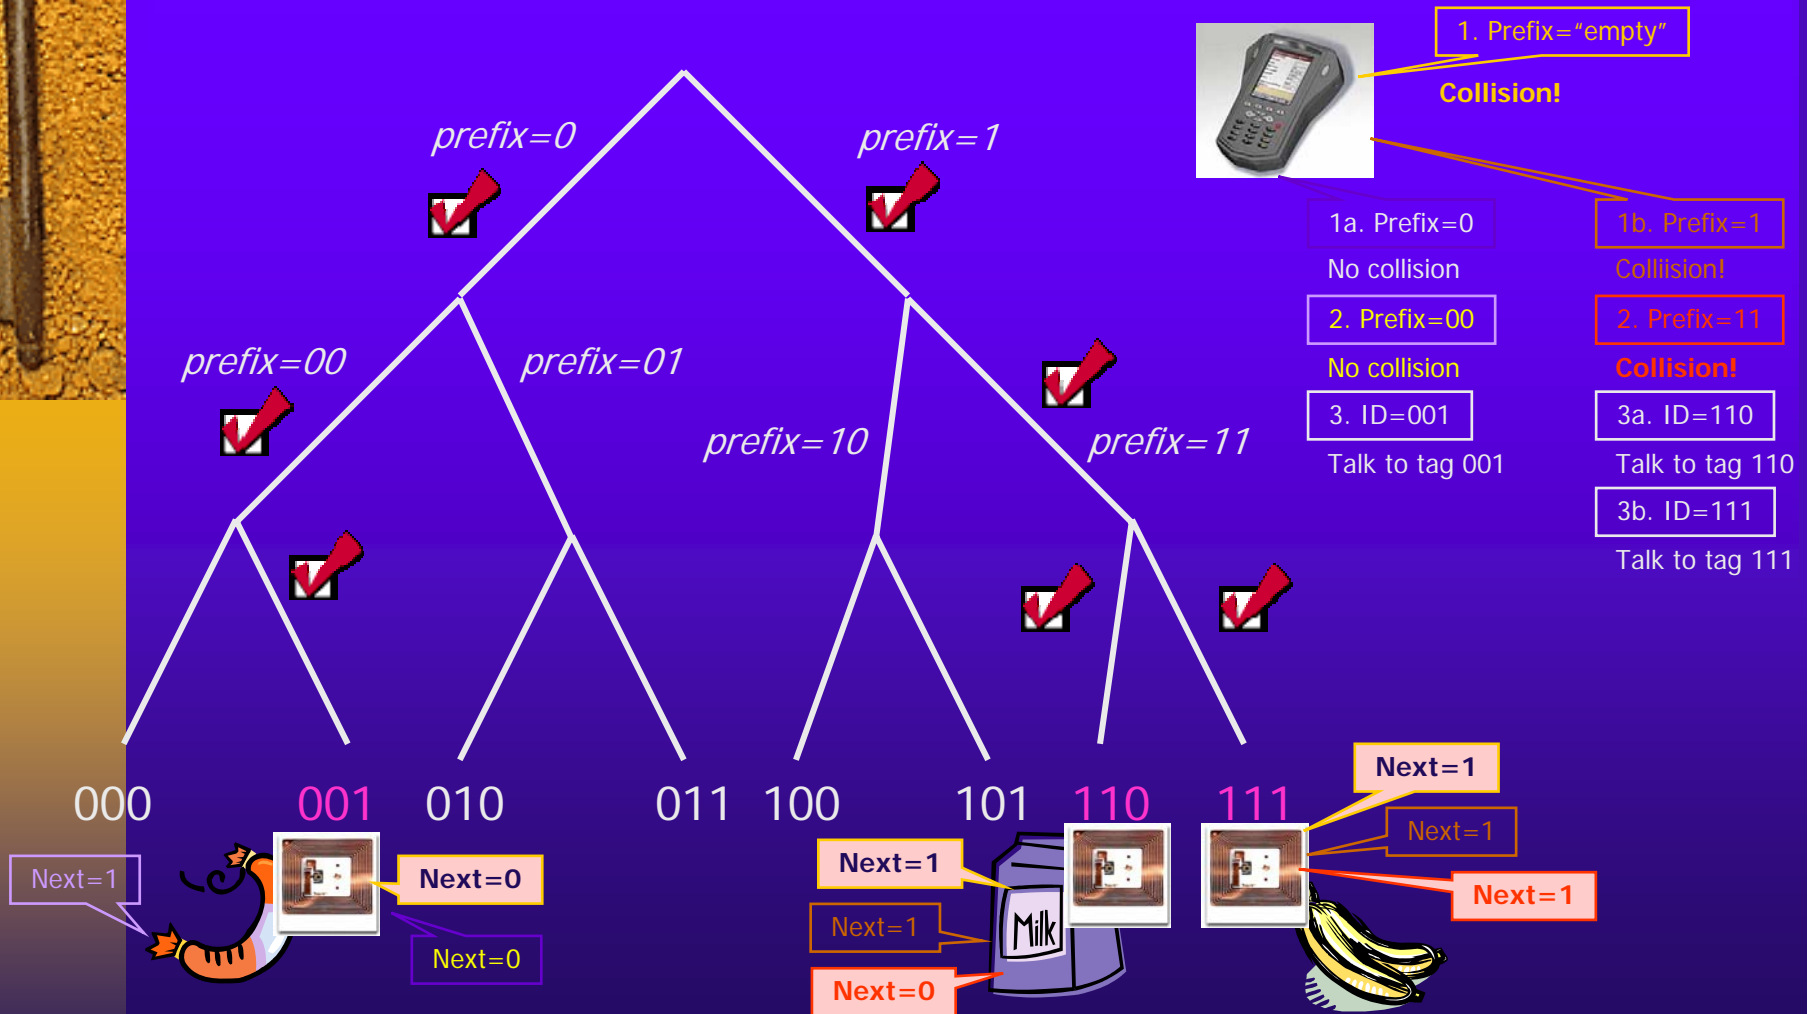 1. Prefix=“empty”
Collision!
prefix=0
prefix=1
1a. Prefix=0
1b. Prefix=1
No collision
Colliision!
2. Prefix=00
2. Prefix=11
prefix=00
prefix=01
No collision
Collision!
3. ID=001
3a. ID=110
prefix=10
prefix=11
Talk to tag 001
Talk to tag 110
3b. ID=111
Talk to tag 111
Next=1
000 001 010 011 100 101 110 111
Next=1
Next=1
Next=1
Next=0
Next=1
Next=1
Milk
Next=0
Next=0